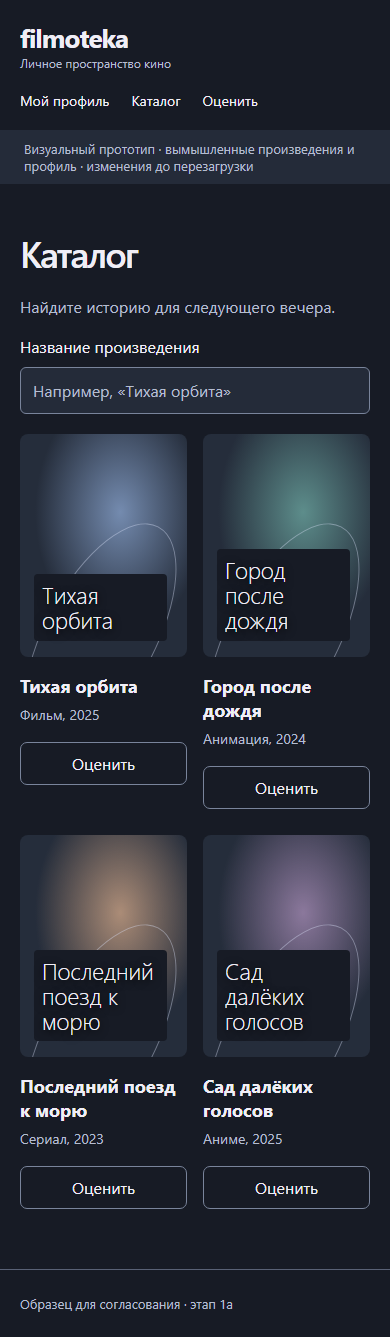 filmoteka
Личное пространство кино
Мой профиль Каталог Оценить
Визуальный прототип · вымышленные произведения и
профиль · изменения до перезагрузки
Каталог
Найдите историю для следующего вечера.
Название произведения
Например, «Тихая орбита»
Тихая
орбита
Тихая орбита
Фильм, 2025
Оценить
Город
после
дождя
Город после
дождя
Анимация, 2024
Оценить
Последний
поезд к
морю
Последний поезд
к морю
Сериал, 2023
Оценить
Сад
далёких
голосов
Сад далёких
голосов
Аниме, 2025
Оценить
Образец для согласования · этап 1a